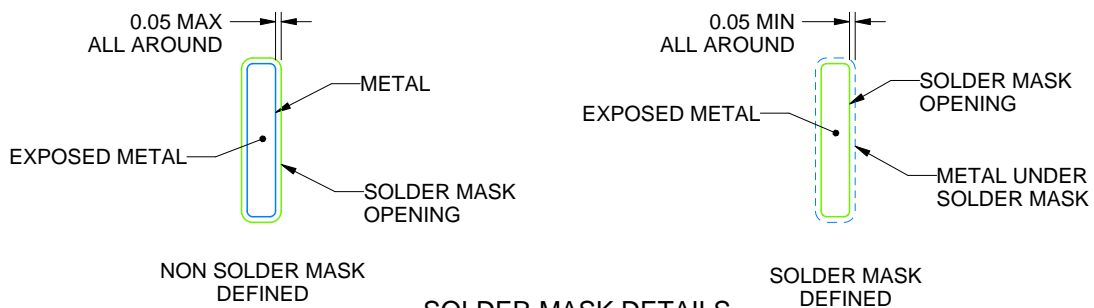 0.05 MAX
ALL AROUND
METAL
EXPOSED METAL
SOLDER MASK
OPENING
NON SOLDER MASK
DEFINED
0.05 MIN
ALL AROUND
SOLDER MASK
OPENING
EXPOSED METAL
METAL UNDER
SOLDER MASK
SOLDER MASK
DEFINED
SOLDER MASK DETAILS